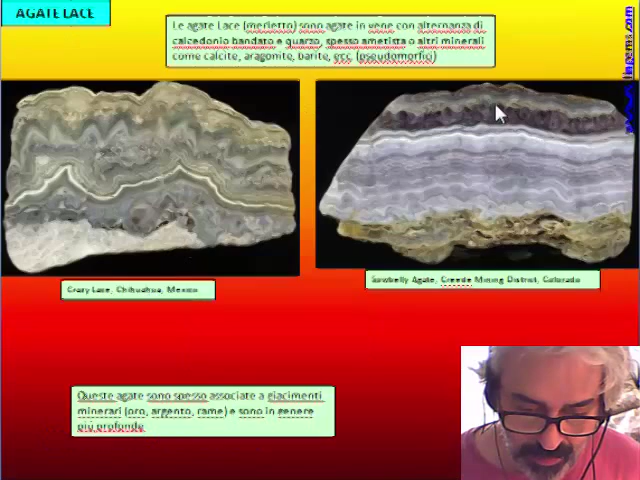 AGATE LACE
Le agate Lace (merletto) sono agate in vene con alternanza di
calcedonio bandato e quarzo, spesso ametista o altri minerali
come calcite, aragonite, barite, ecc. (pseudomorfici)
Crazy Lace, Chihuahua, Mexico
Sowbelly Agate, Creede Mining District, Colorado
Queste agate sono spesso associate a giacimenti
minerari (oro, argento, rame) e sono in genere
più profonde